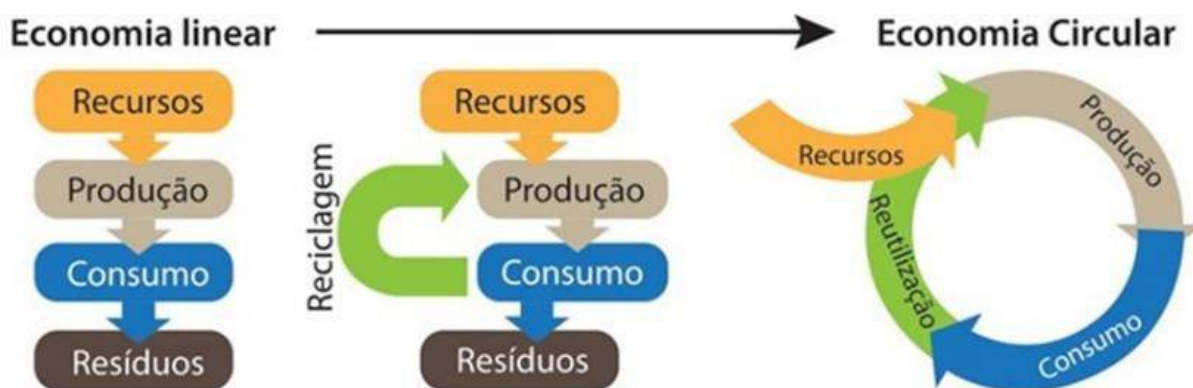 Economia linear
Economia Circular
Recursos
Produção
Consumo
Resíduos
Recursos
Reciclagem
Produção
Consumo
Resíduos
Recursos
Produção
Consumo
Reutilização